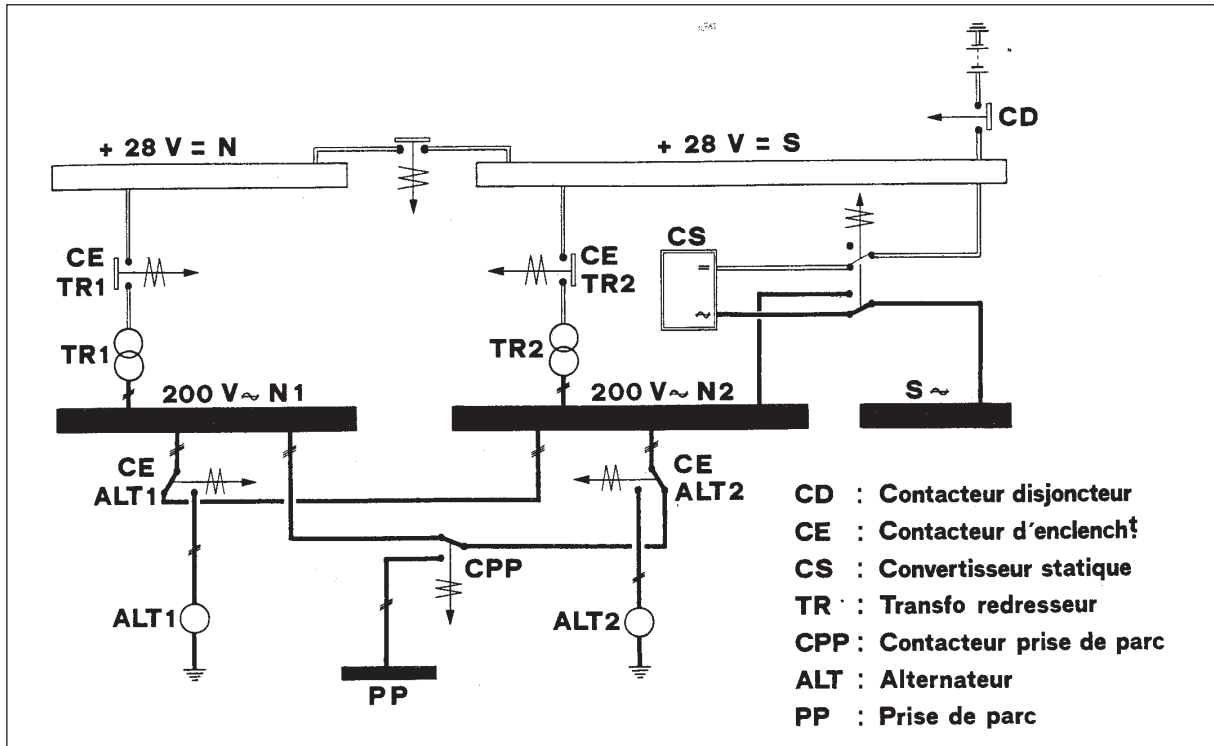 CD
+ 28 V = N
+ 28 V = S
CS
=
~
CE
TR1
CE
TR2
TR1
TR2
200 V~ N1
200 V~ N2
S~
CE
ALT1
CE
ALT2
CPP
ALT1
ALT2
PP
CD : Contacteur disjoncteur
CE : Contacteur d'enclenchᵗ
CS : Convertisseur statique
TR : Transfo redresseur
CPP : Contacteur prise de parc
ALT : Alternateur
PP : Prise de parc